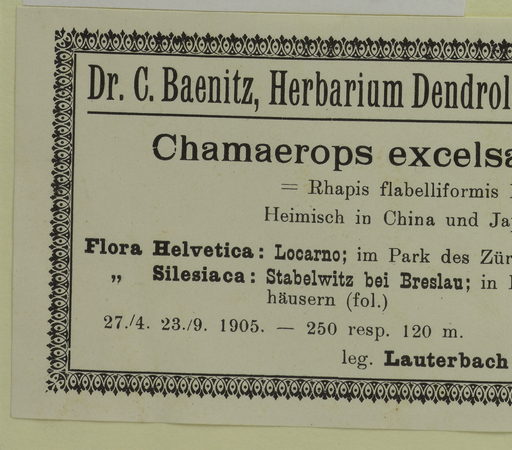 Dr. C. Baenitz, Herbarium Dendrol
Chamaerops excelsa
= Rhapis flabelliformis
Heimisch in China und Ja
Flora Helvetica: Locarno; im Park des Zür
„ Silesiaca: Stabelwitz bei Breslau; in
häusern (fol.)
27./4. 23./9. 1905. — 250 resp. 120 m.
leg. Lauterbach